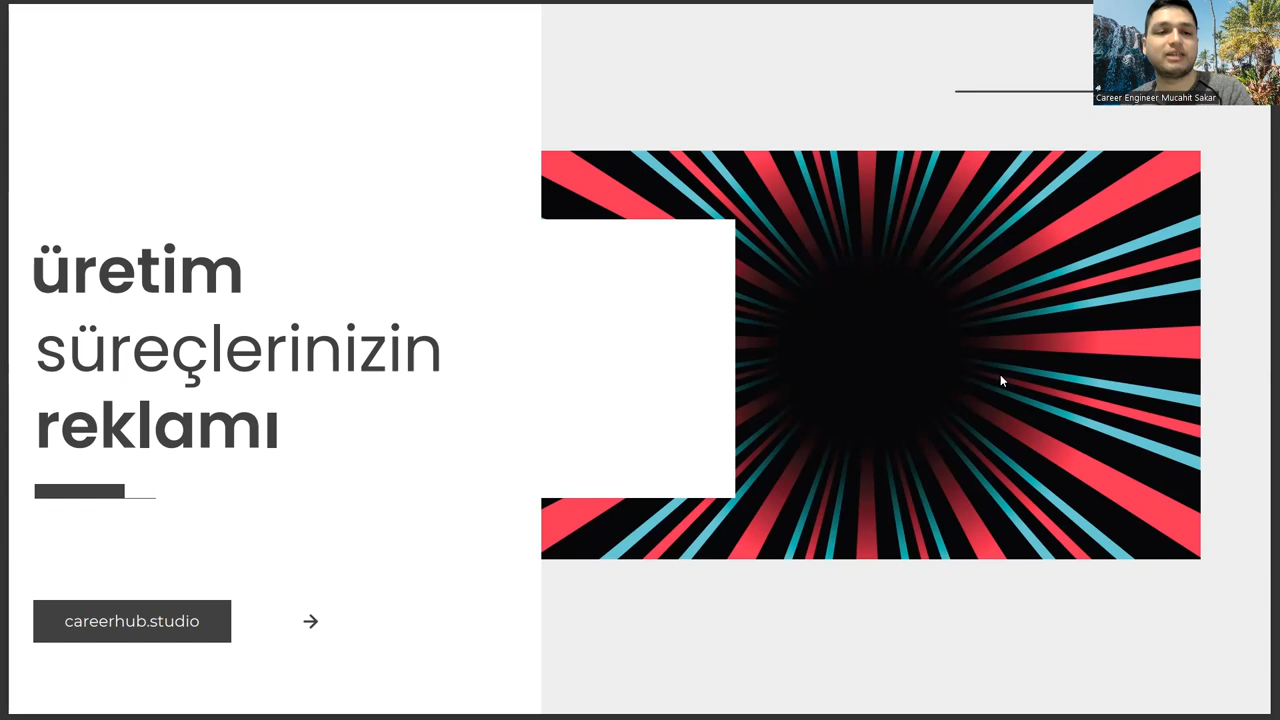 Career Engineer Mucahit Sakar
üretim
süreçlerinizin
reklamı
careerhub.studio